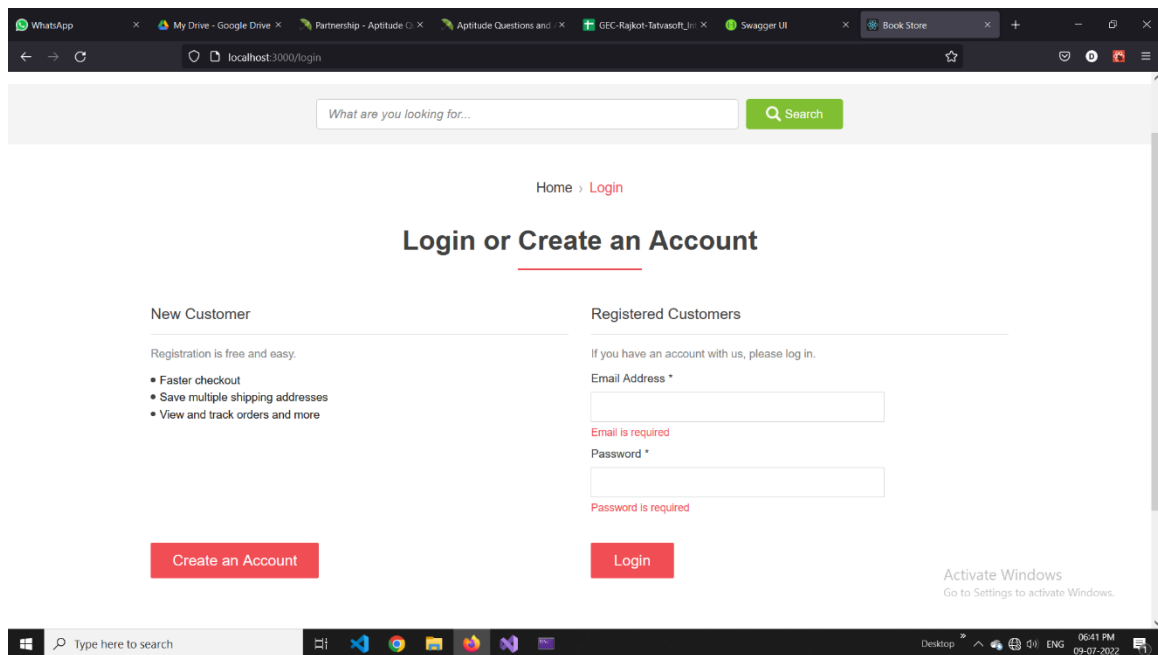 WhatsApp
My Drive - Google Drive
Partnership - Aptitude
Aptitude Questions and
GEC-Rajkot-Tatvasoft_Int
Swagger UI
Book Store
localhost:3000/login
What are you looking for...
Search
Home › Login
Login or Create an Account
New Customer
Registration is free and easy.
• Faster checkout
• Save multiple shipping addresses
• View and track orders and more
Create an Account
Registered Customers
If you have an account with us, please log in.
Email Address *
Email is required
Password *
Password is required
Login
Activate Windows
Go to Settings to activate Windows.
Type here to search
Desktop
ENG
06:41 PM
09-07-2022